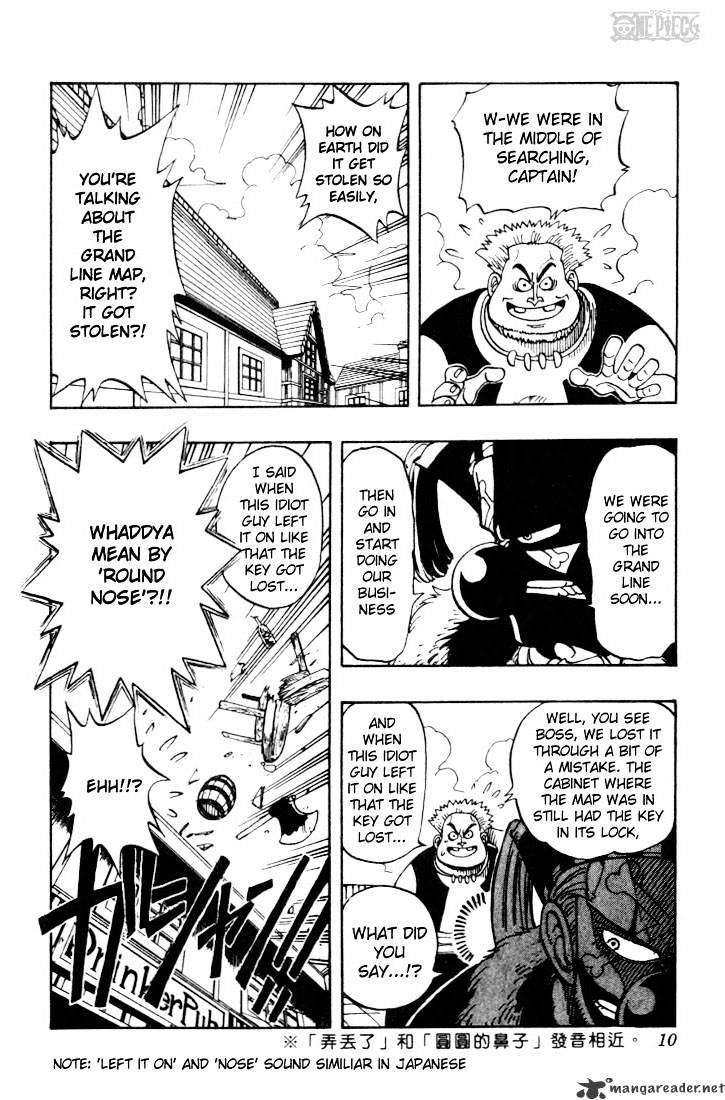 ワンピース
ONE PIECE
W-WE WERE IN
THE MIDDLE OF
SEARCHING,
CAPTAIN!
HOW ON
EARTH DID
IT GET
STOLEN SO
EASILY,
YOU'RE
TALKING
ABOUT
THE
GRAND
LINE MAP,
RIGHT?
IT GOT
STOLEN?!
WE WERE
GOING TO
GO INTO
THE
GRAND
LINE
SOON...
THEN
GO IN
AND
START
DOING
OUR
BUSI-
NESS
WELL, YOU SEE
BOSS, WE LOST IT
THROUGH A BIT OF
A MISTAKE. THE
CABINET WHERE
THE MAP WAS IN
STILL HAD THE KEY
IN ITS LOCK,
AND
WHEN
THIS IDIOT
GUY LEFT
IT ON LIKE
THAT THE
KEY GOT
LOST...
WHAT DID
YOU
SAY...!?
I SAID
WHEN
THIS IDIOT
GUY LEFT
IT ON LIKE
THAT THE
KEY GOT
LOST...
WHADDYA
MEAN BY
'ROUND
NOSE'?!!
EHH!!?
DrinkerPub
※「弄丟了」和「圓圓的鼻子」發音相近。
10
NOTE: 'LEFT IT ON' AND 'NOSE' SOUND SIMILIAR IN JAPANESE
mangareader.net